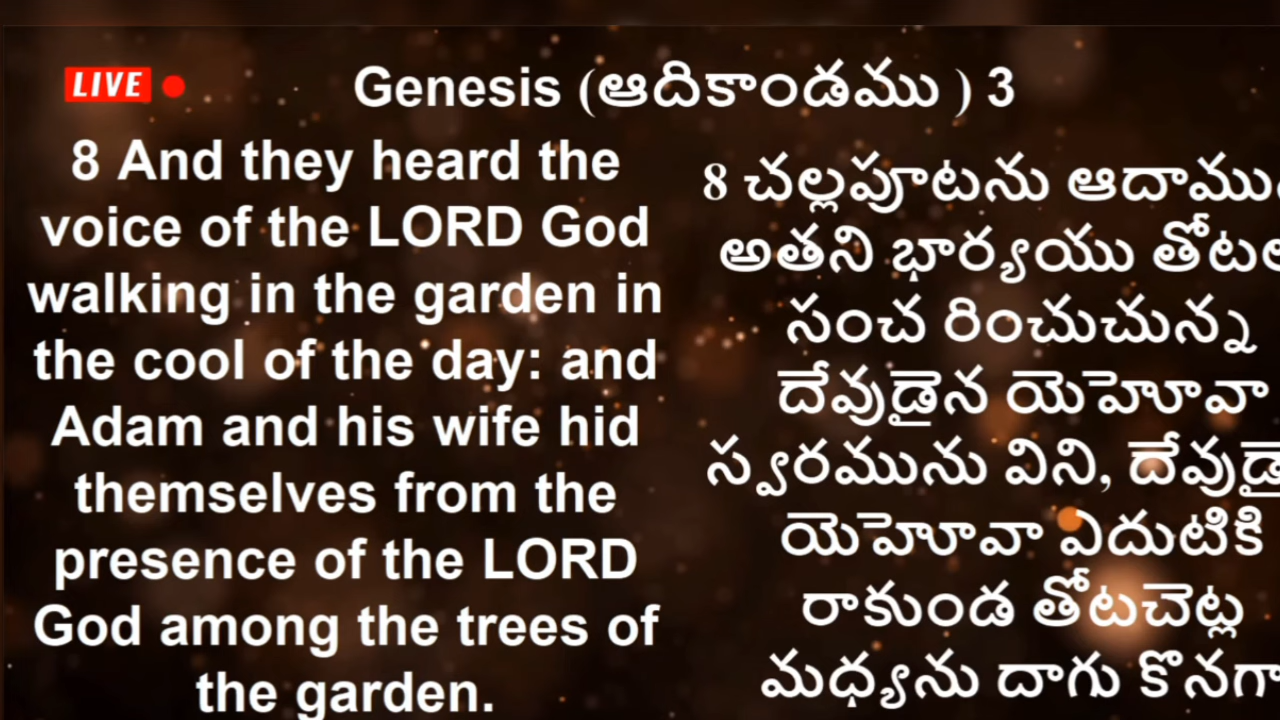 LIVE
Genesis (ఆదికాండము ) 3
8 And they heard the
voice of the LORD God
walking in the garden in
the cool of the day: and
Adam and his wife hid
themselves from the
presence of the LORD
God among the trees of
the garden.
8 చల్లపూటను
అతని భార్యయు
సంచ రించుచున్న
దేవుడైన యెహోవా
స్వరమును విని,
యెహోవా ఎదుటికి
రాకుండ తోటచెట్ల
మధ్యను దాగు కొనగా